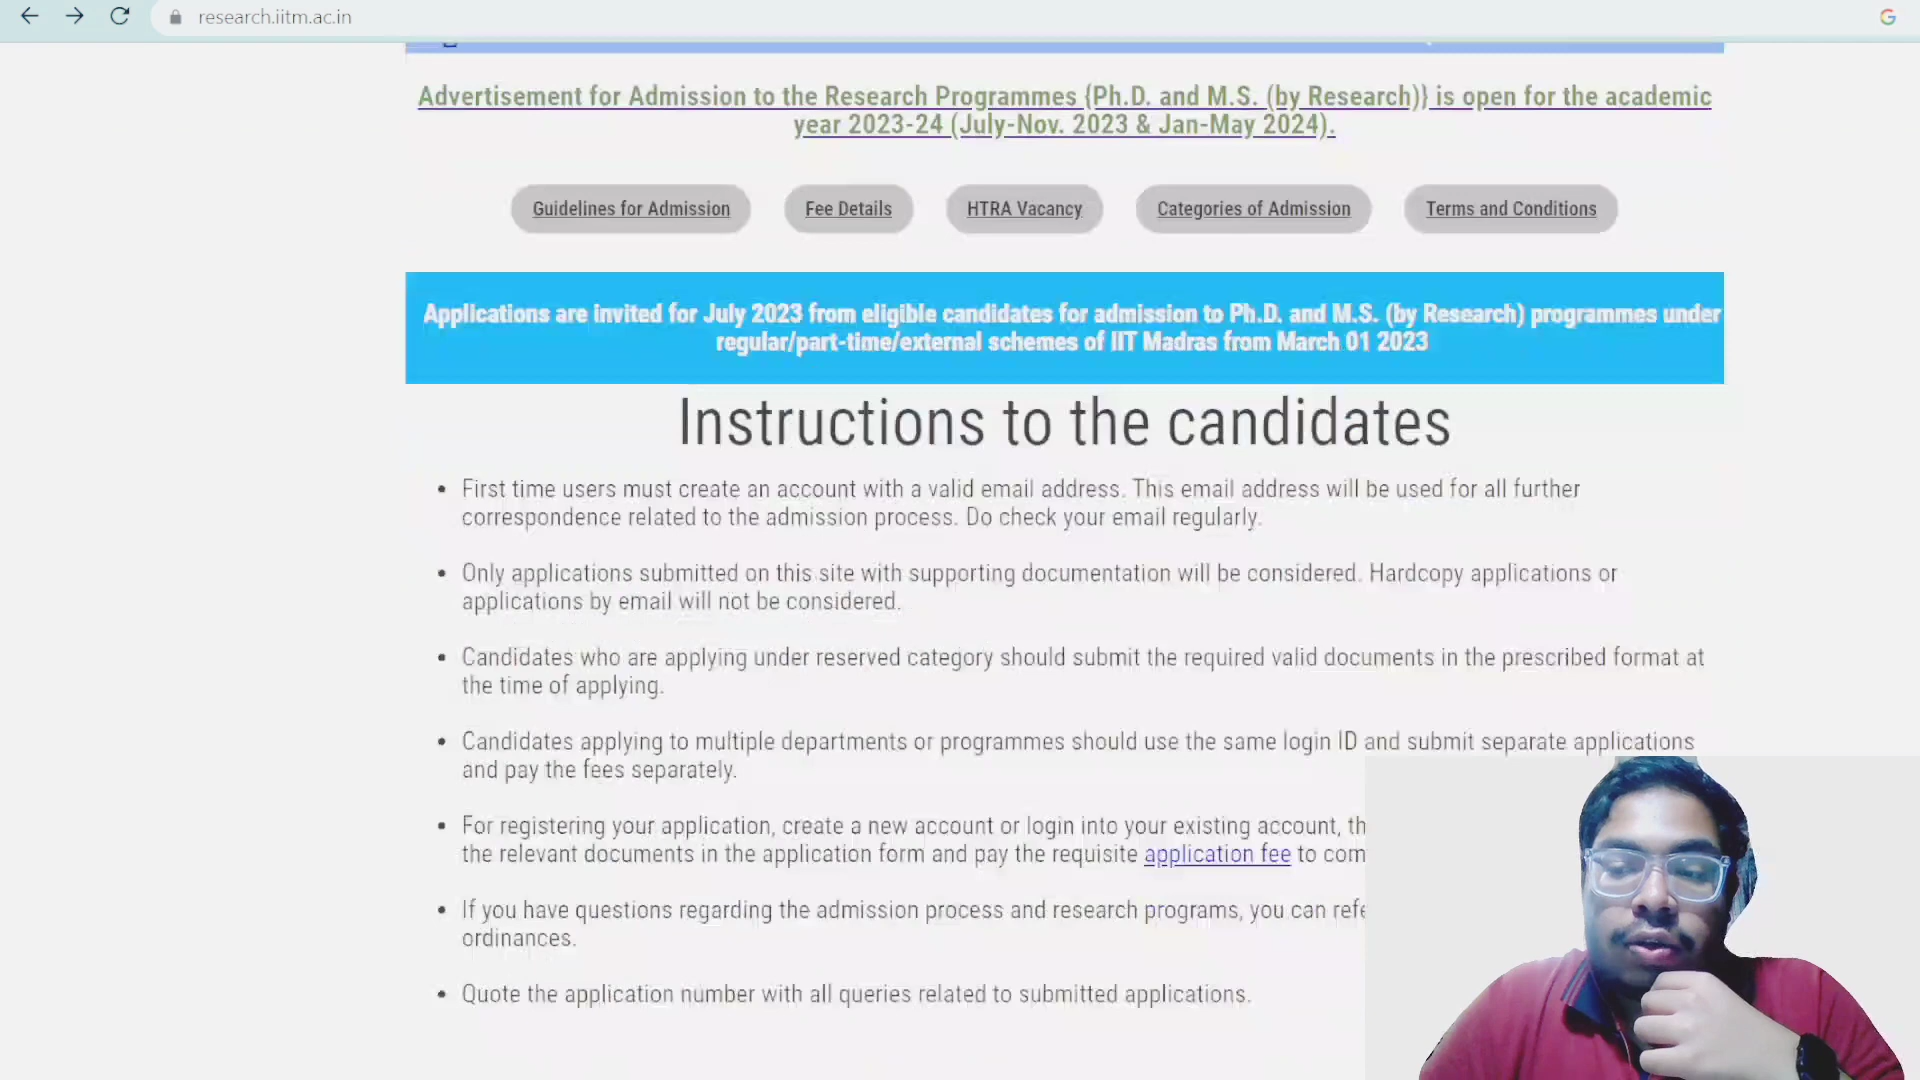 research.iitm.ac.in
Advertisement for Admission to the Research Programmes {Ph.D. and M.S. (by Research)} is open for the academic
year 2023-24 (July-Nov. 2023 & Jan-May 2024).
Guidelines for Admission Fee Details HTRA Vacancy Categories of Admission Terms and Conditions
Applications are invited for July 2023 from eligible candidates for admission to Ph.D. and M.S. (by Research) programmes under
regular/part-time/external schemes of IIT Madras from March 01 2023
Instructions to the candidates
• First time users must create an account with a valid email address. This email address will be used for all further
correspondence related to the admission process. Do check your email regularly.
• Only applications submitted on this site with supporting documentation will be considered. Hardcopy applications or
applications by email will not be considered.
• Candidates who are applying under reserved category should submit the required valid documents in the prescribed format at
the time of applying.
• Candidates applying to multiple departments or programmes should use the same login ID and submit separate applications
and pay the fees separately.
• For registering your application, create a new account or login into your existing account, th
the relevant documents in the application form and pay the requisite application fee to com
• If you have questions regarding the admission process and research programs, you can refe
ordinances.
• Quote the application number with all queries related to submitted applications.